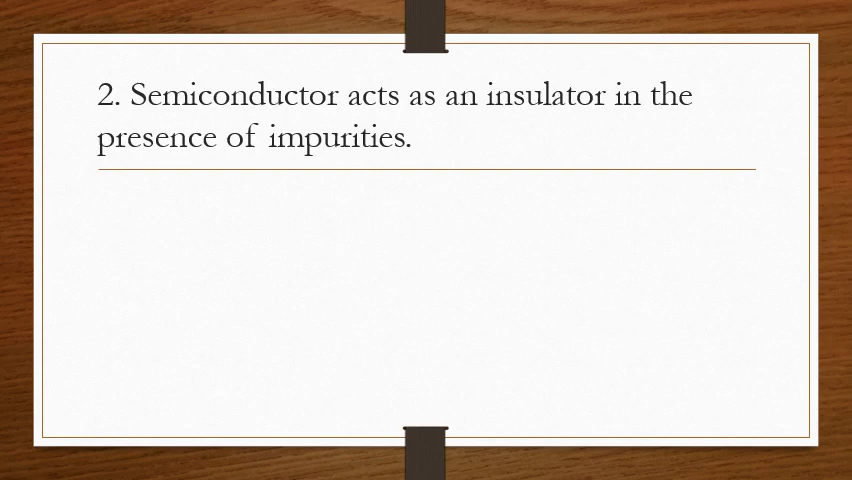 2. Semiconductor acts as an insulator in the
presence of impurities.